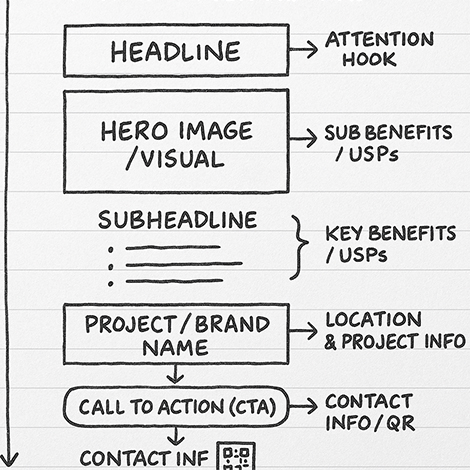 HEADLINE
ATTENTION
HOOK
HERO IMAGE
/VISUAL
SUB BENEFITS
/ USPs
SUBHEADLINE
KEY BENEFITS
/ USPs
PROJECT/BRAND
NAME
LOCATION
& PROJECT INFO
CALL TO ACTION (CTA)
CONTACT
INFO/QR
CONTACT INF